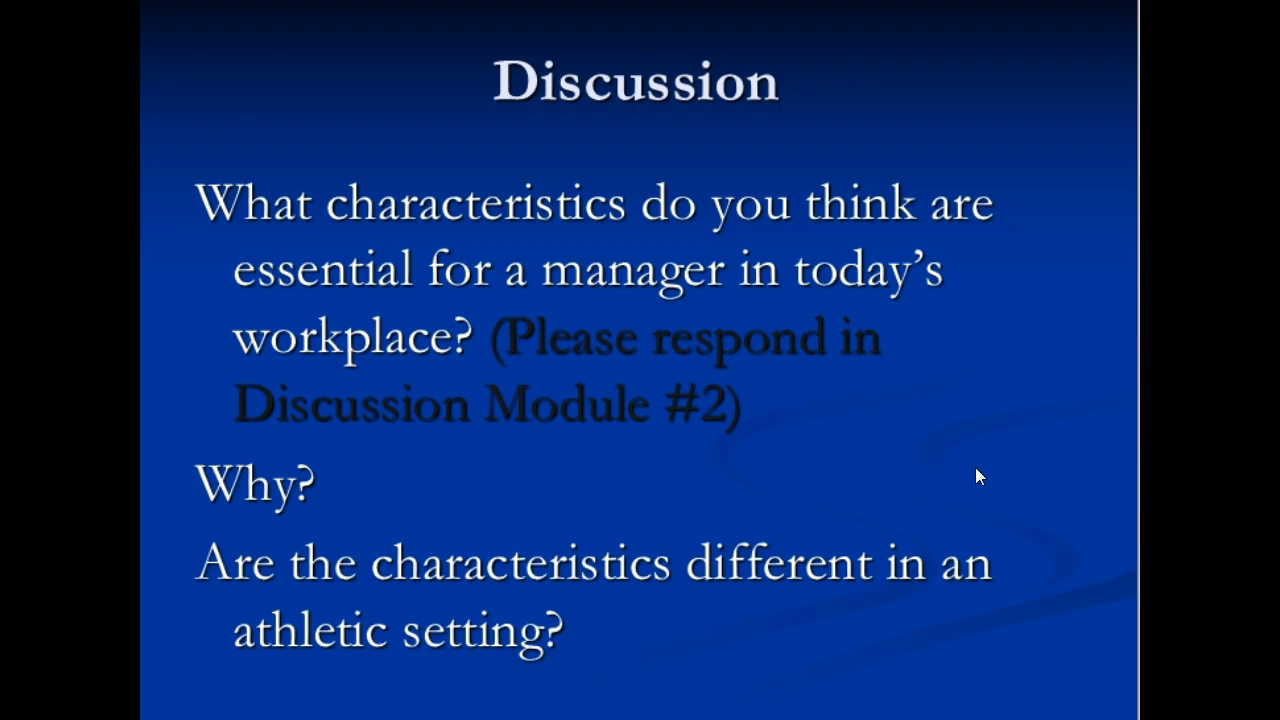 Discussion
What characteristics do you think are
essential for a manager in today’s
workplace? (Please respond in
Discussion Module #2)
Why?
Are the characteristics different in an
athletic setting?